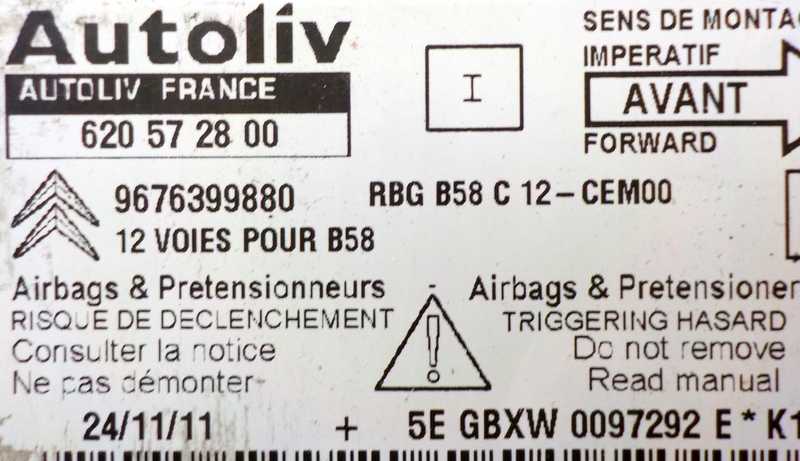 Autoliv
AUTOLIV FRANCE
620 57 28 00
I
SENS DE MONTA
IMPERATIF
AVANT
FORWARD
9676399880 RBG B58 C 12-CEM00
12 VOIES POUR B58
Airbags & Pretensionneurs
RISQUE DE DECLENCHEMENT
Consulter la notice
Ne pas démonter
Airbags & Pretensioner
TRIGGERING HASARD
Do not remove
Read manual
24/11/11 + 5E GBXW 0097292 E * K1